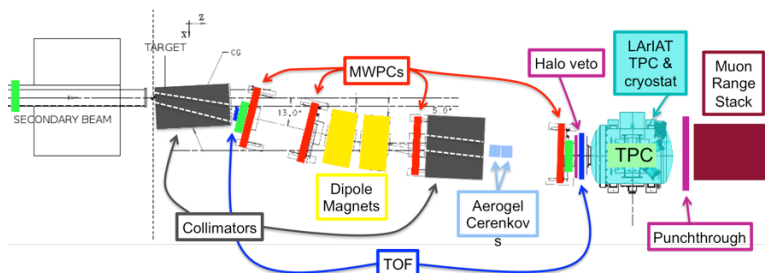 z
x
TARGET
CG
MWPCs
Halo veto
LArIAT
TPC &
cryostat
Muon
Range
Stack
SECONDARY BEAM
13.0°
5.0°
TPC
Dipole
Magnets
Aerogel
Cerenkov
s
Collimators
Punchthrough
TOF